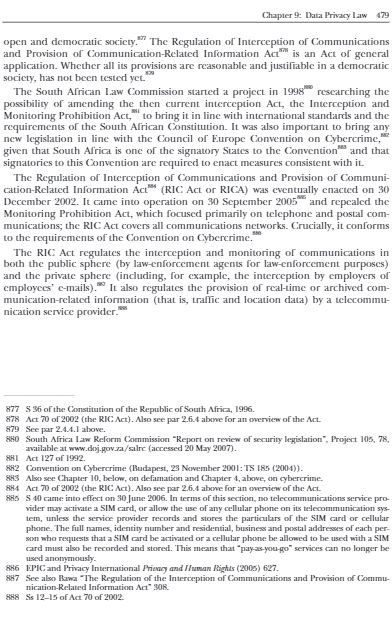 Chapter 9: Data Privacy Law 479
open and democratic society.877 The Regulation of Interception of Communications
and Provision of Communication-Related Information Act878 is an Act of general
application. Whether all its provisions are reasonable and justifiable in a democratic
society, has not been tested yet.879
The South African Law Commission started a project in 1998880 researching the
possibility of amending the then current interception Act, the Interception and
Monitoring Prohibition Act,881 to bring it in line with international standards and the
requirements of the South African Constitution. It was also important to bring any
new legislation in line with the Council of Europe Convention on Cybercrime,882
given that South Africa is one of the signatory States to the Convention883 and that
signatories to this Convention are required to enact measures consistent with it.
The Regulation of Interception of Communications and Provision of Communi-
cation-Related Information Act884 (RIC Act or RICA) was eventually enacted on 30
December 2002. It came into operation on 30 September 2005885 and repealed the
Monitoring Prohibition Act, which focused primarily on telephone and postal com-
munications; the RIC Act covers all communications networks. Crucially, it conforms
to the requirements of the Convention on Cybercrime.886
The RIC Act regulates the interception and monitoring of communications in
both the public sphere (by law-enforcement agents for law-enforcement purposes)
and the private sphere (including, for example, the interception by employers of
employees' e-mails).887 It also regulates the provision of real-time or archived com-
munication-related information (that is, traffic and location data) by a telecommu-
nication service provider.888
877 S 36 of the Constitution of the Republic of South Africa, 1996.
878 Act 70 of 2002 (the RIC Act). Also see par 2.6.4 above for an overview of the Act.
879 See par 2.4.4.1 above.
880 South Africa Law Reform Commission "Report on review of security legislation", Project 105, 78,
available at www.doj.gov.za/salrc (accessed 20 May 2007).
881 Act 127 of 1992.
882 Convention on Cybercrime (Budapest, 23 November 2001: TS 185 (2004)).
883 Also see Chapter 10, below, on defamation and Chapter 4, above, on cybercrime.
884 Act 70 of 2002 (the RIC Act). Also see par 2.6.4 above for an overview of the Act.
885 S 40 came into effect on 30 June 2006. In terms of this section, no telecommunications service pro-
vider may activate a SIM card, or allow the use of any cellular phone on its telecommunication sys-
tem, unless the service provider records and stores the particulars of the SIM card or cellular
phone. The full names, identity number and residential, business and postal addresses of each per-
son who requests that a SIM card be activated or a cellular phone be allowed to be used with a SIM
card must also be recorded and stored. This means that "pay-as-you-go" services can no longer be
used anonymously.
886 EPIC and Privacy International Privacy and Human Rights (2005) 627.
887 See also Bawa "The Regulation of the Interception of Communications and Provision of Commu-
nication-Related Information Act" 308.
888 Ss 12–15 of Act 70 of 2002.